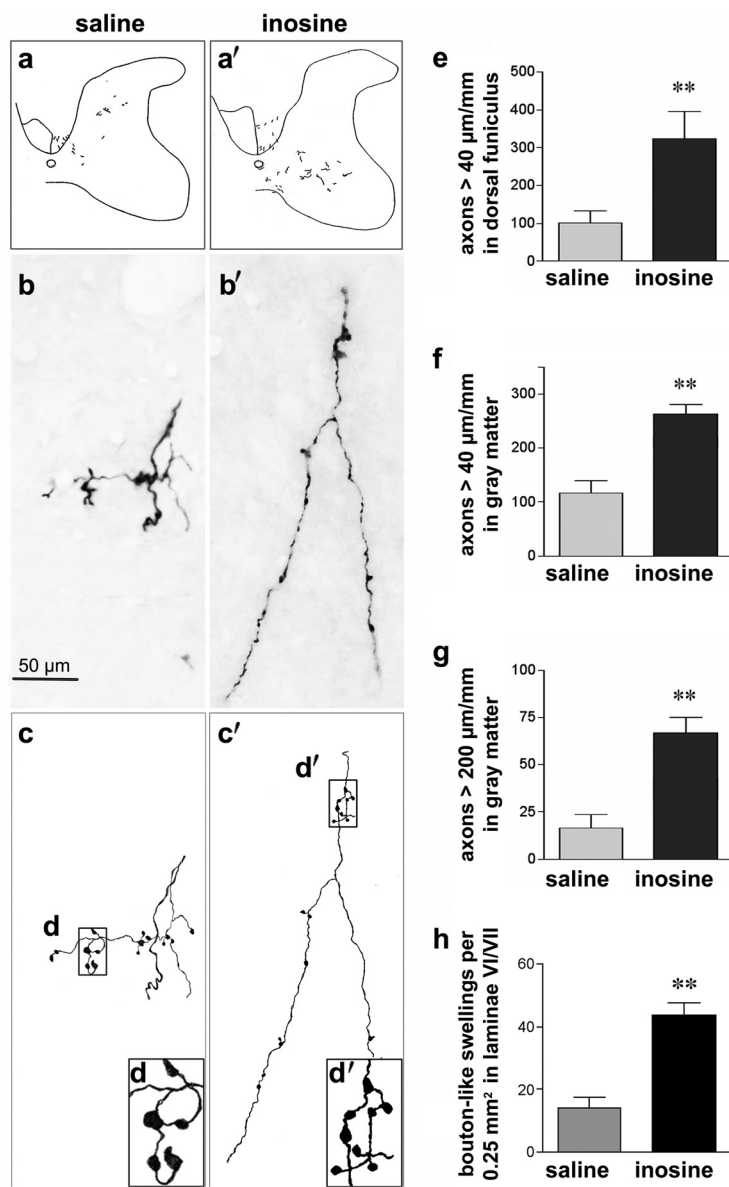 saline
inosine
a
a′
b
b′
50 µm
c
c′
d′
d
d
d′
e
axons > 40 µm/mm
in dorsal funiculus
500
400
300
200
100
0
**
saline
inosine
f
axons > 40 µm/mm
in gray matter
300
200
100
0
**
saline
inosine
g
axons > 200 µm/mm
in gray matter
100
75
50
25
0
**
saline
inosine
h
bouton-like swellings per
0.25 mm² in laminae VI/VII
60
40
20
0
**
saline
inosine